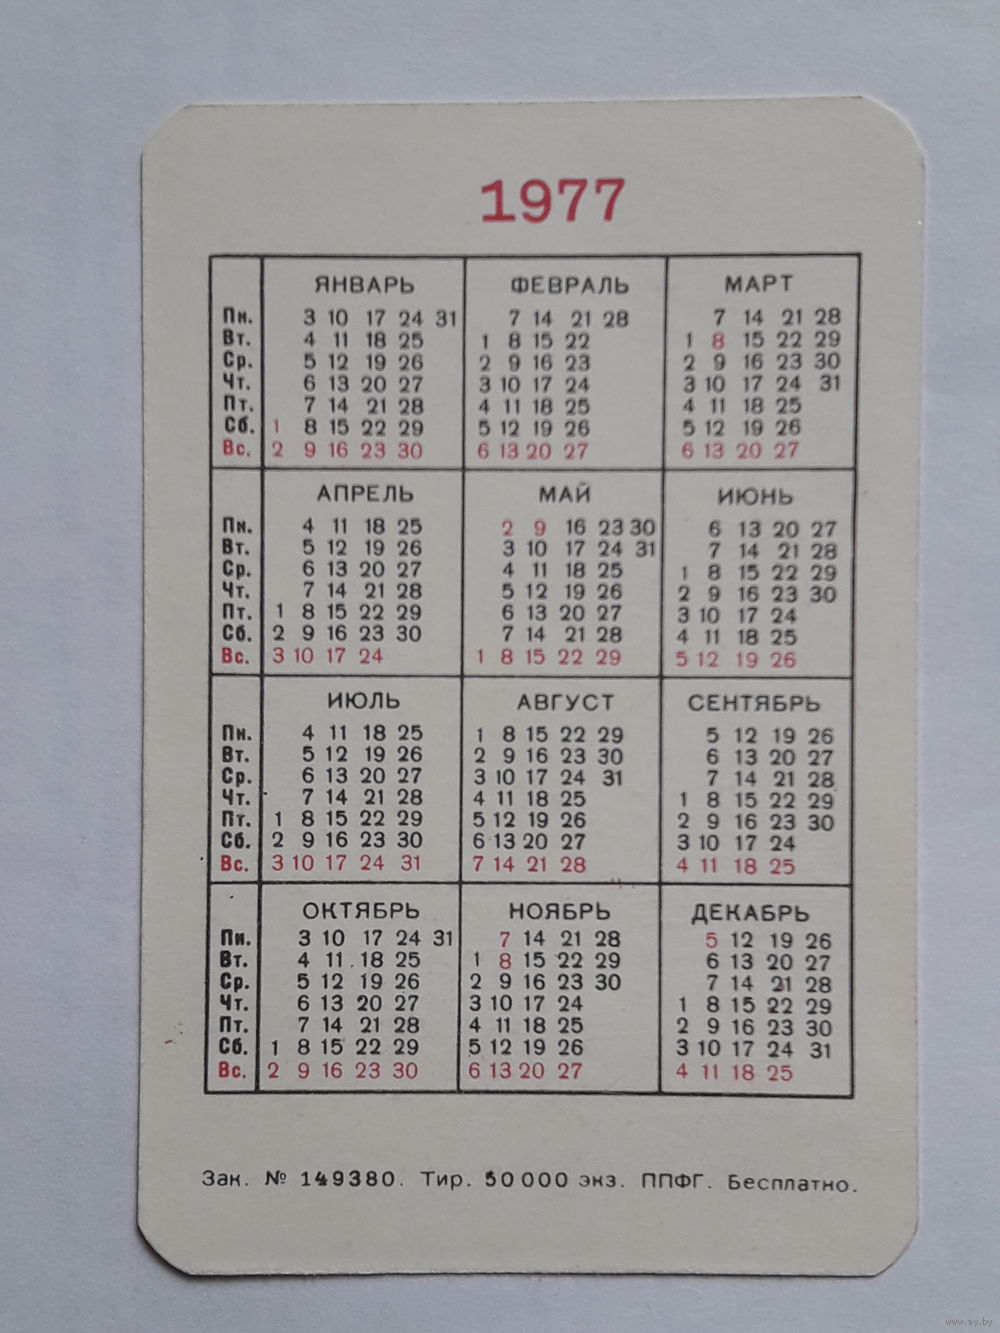 1977
ЯНВАРЬ ФЕВРАЛЬ МАРТ
Пн. 3 10 17 24 31 7 14 21 28 7 14 21 28
Вт. 4 11 18 25 1 8 15 22 1 8 15 22 29
Ср. 5 12 19 26 2 9 16 23 2 9 16 23 30
Чт. 6 13 20 27 3 10 17 24 3 10 17 24 31
Пт. 7 14 21 28 4 11 18 25 4 11 18 25
Сб. 1 8 15 22 29 5 12 19 26 5 12 19 26
Вс. 2 9 16 23 30 6 13 20 27 6 13 20 27
АПРЕЛЬ МАЙ ИЮНЬ
Пн. 4 11 18 25 2 9 16 23 30 6 13 20 27
Вт. 5 12 19 26 3 10 17 24 31 7 14 21 28
Ср. 6 13 20 27 4 11 18 25 1 8 15 22 29
Чт. 7 14 21 28 5 12 19 26 2 9 16 23 30
Пт. 1 8 15 22 29 6 13 20 27 3 10 17 24
Сб. 2 9 16 23 30 7 14 21 28 4 11 18 25
Вс. 3 10 17 24 1 8 15 22 29 5 12 19 26
ИЮЛЬ АВГУСТ СЕНТЯБРЬ
Пн. 4 11 18 25 1 8 15 22 29 5 12 19 26
Вт. 5 12 19 26 2 9 16 23 30 6 13 20 27
Ср. 6 13 20 27 3 10 17 24 31 7 14 21 28
Чт. 7 14 21 28 4 11 18 25 1 8 15 22 29
Пт. 1 8 15 22 29 5 12 19 26 2 9 16 23 30
Сб. 2 9 16 23 30 6 13 20 27 3 10 17 24
Вс. 3 10 17 24 31 7 14 21 28 4 11 18 25
ОКТЯБРЬ НОЯБРЬ ДЕКАБРЬ
Пн. 3 10 17 24 31 7 14 21 28 5 12 19 26
Вт. 4 11 18 25 1 8 15 22 29 6 13 20 27
Ср. 5 12 19 26 2 9 16 23 30 7 14 21 28
Чт. 6 13 20 27 3 10 17 24 1 8 15 22 29
Пт. 7 14 21 28 4 11 18 25 2 9 16 23 30
Сб. 1 8 15 22 29 5 12 19 26 3 10 17 24 31
Вс. 2 9 16 23 30 6 13 20 27 4 11 18 25
Зак. № 149380. Тир. 50 000 экз. ППФГ. Бесплатно.
www.ay.by